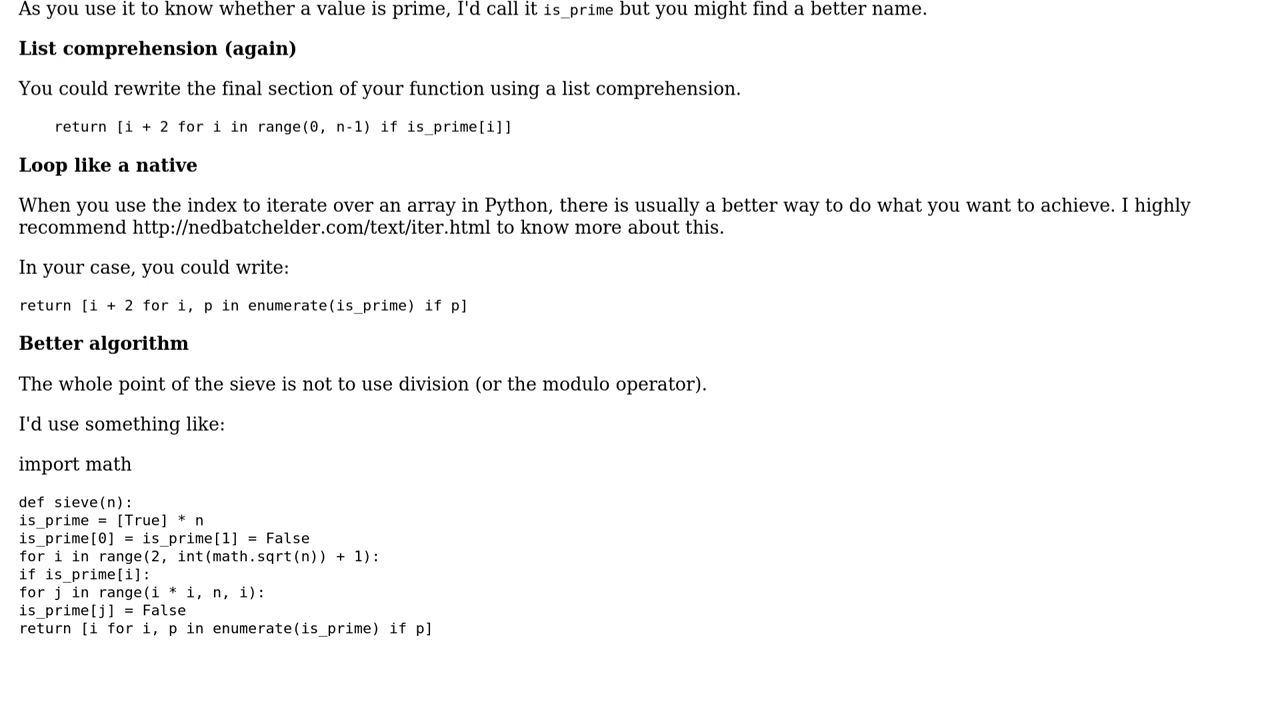 As you use it to know whether a value is prime, I'd call it is_prime but you might find a better name.
List comprehension (again)
You could rewrite the final section of your function using a list comprehension.
return [i + 2 for i in range(0, n-1) if is_prime[i]]
Loop like a native
When you use the index to iterate over an array in Python, there is usually a better way to do what you want to achieve. I highly
recommend http://nedbatchelder.com/text/iter.html to know more about this.
In your case, you could write:
return [i + 2 for i, p in enumerate(is_prime) if p]
Better algorithm
The whole point of the sieve is not to use division (or the modulo operator).
I'd use something like:
import math
def sieve(n):
is_prime = [True] * n
is_prime[0] = is_prime[1] = False
for i in range(2, int(math.sqrt(n)) + 1):
if is_prime[i]:
for j in range(i * i, n, i):
is_prime[j] = False
return [i for i, p in enumerate(is_prime) if p]